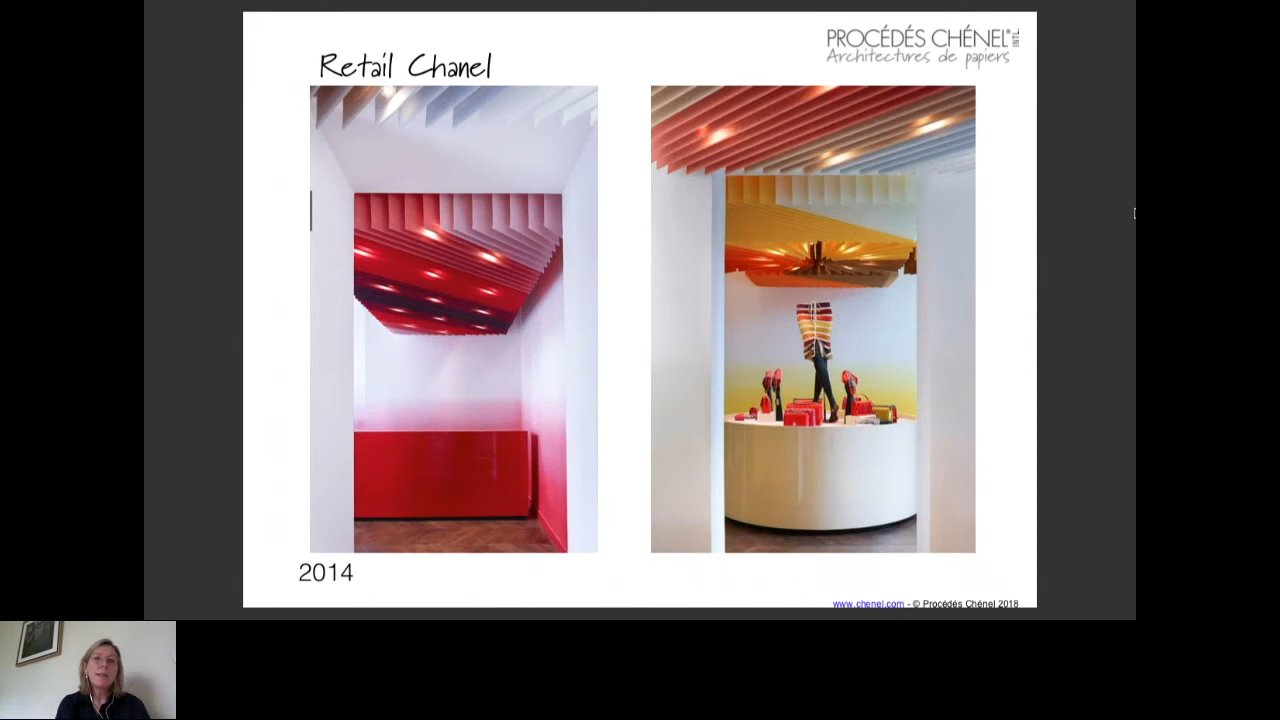 PROCÉDÉS CHÉNEL® INTL.
Architectures de papiers
Retail Chanel
2014
www.chenel.com - © Procédés Chénel 2018